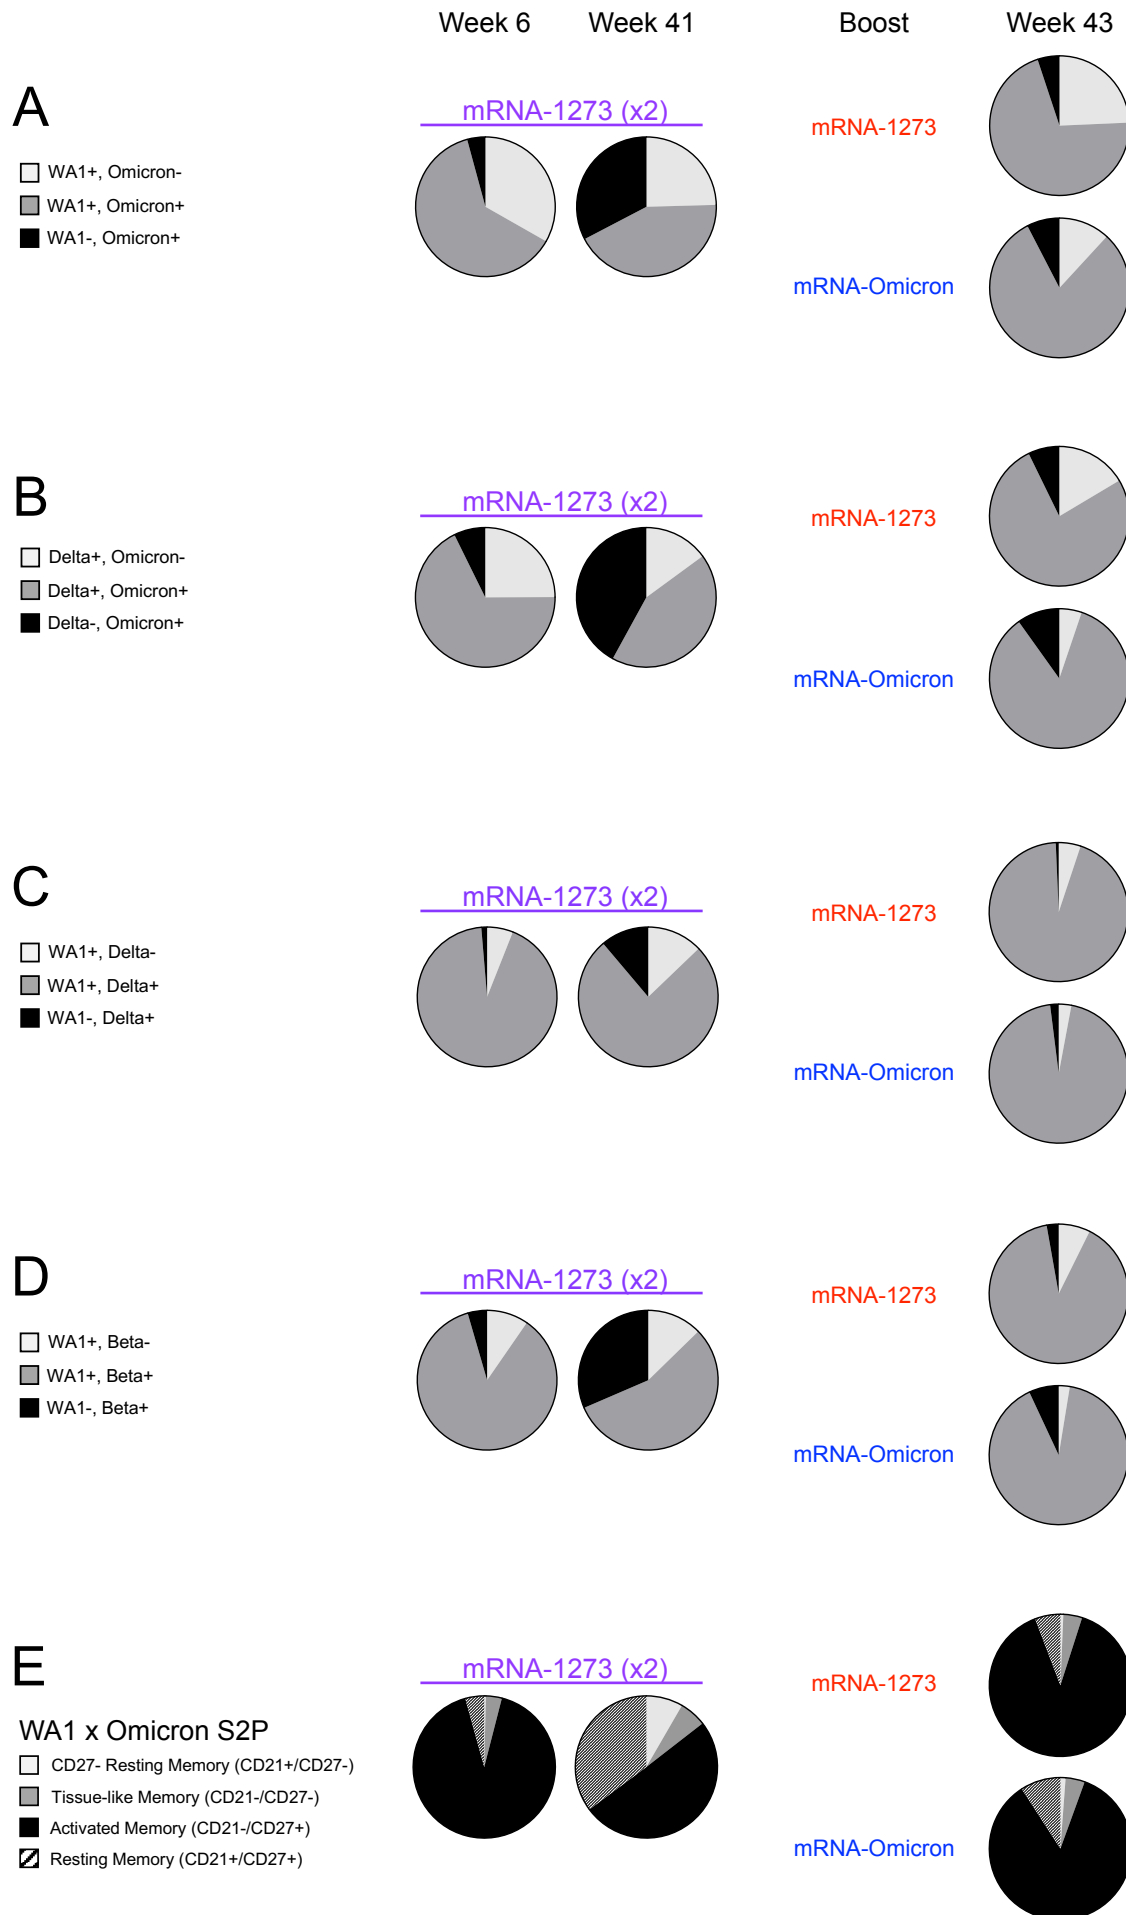 Week 6 Week 41 Boost Week 43
A
mRNA-1273 (x2)
mRNA-1273
WA1+, Omicron-
WA1+, Omicron+
WA1-, Omicron+
mRNA-Omicron
B
mRNA-1273 (x2)
mRNA-1273
Delta+, Omicron-
Delta+, Omicron+
Delta-, Omicron+
mRNA-Omicron
C
mRNA-1273 (x2)
mRNA-1273
WA1+, Delta-
WA1+, Delta+
WA1-, Delta+
mRNA-Omicron
D
mRNA-1273 (x2)
mRNA-1273
WA1+, Beta-
WA1+, Beta+
WA1-, Beta+
mRNA-Omicron
E
mRNA-1273 (x2)
mRNA-1273
WA1 x Omicron S2P
CD27- Resting Memory (CD21+/CD27-)
Tissue-like Memory (CD21-/CD27-)
Activated Memory (CD21-/CD27+)
Resting Memory (CD21+/CD27+)
mRNA-Omicron